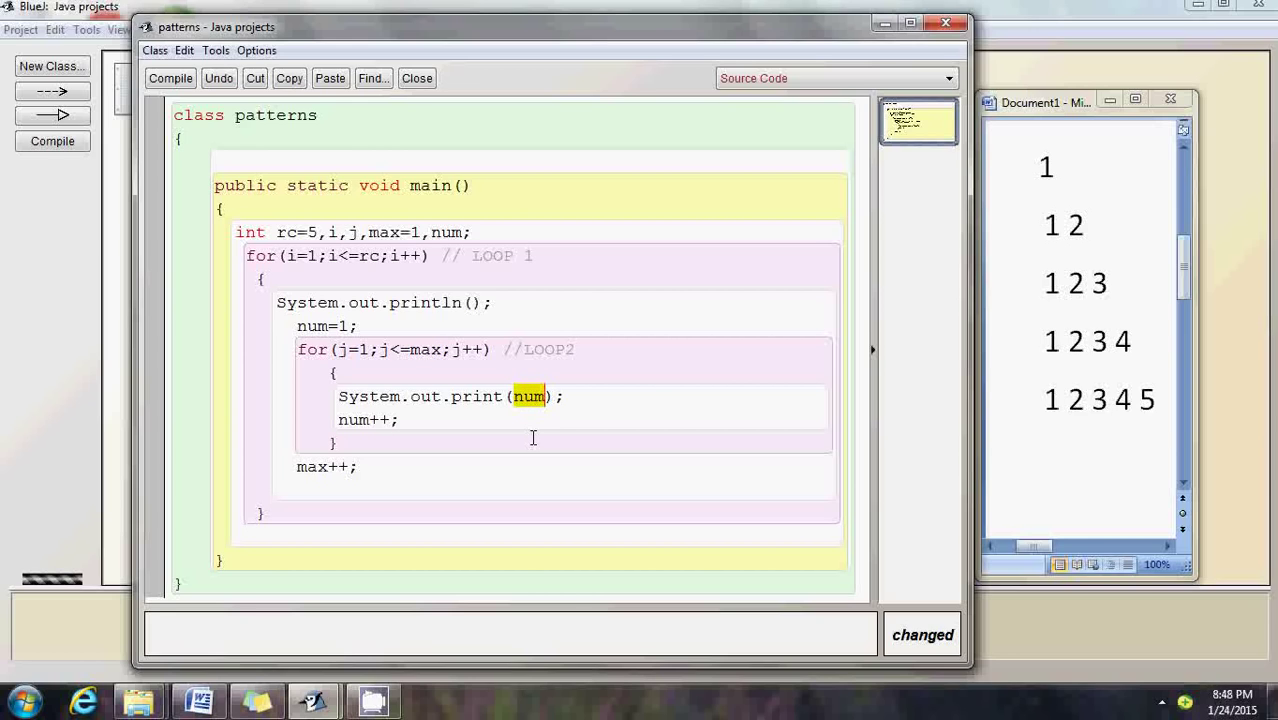 BlueJ: Java projects
Project Edit Tools View
New Class...
Compile
patterns - Java projects
Class Edit Tools Options
Compile Undo Cut Copy Paste Find... Close
Source Code
class patterns
{
public static void main()
{
int rc=5,i,j,max=1,num;
for(i=1;i<=rc;i++) // LOOP 1
{
System.out.println();
num=1;
for(j=1;j<=max;j++) //LOOP2
{
System.out.print(num);
num++;
}
max++;
}
}
}
changed
Document1 - Mi...
1
1 2
1 2 3
1 2 3 4
1 2 3 4 5
100%
8:48 PM
1/24/2015